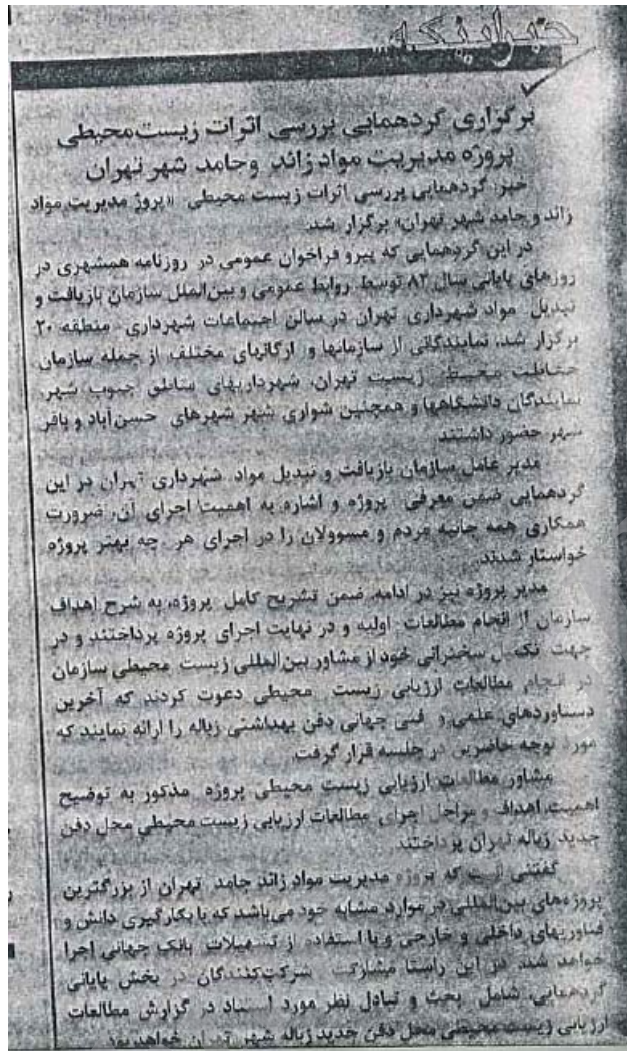 خبر اینکه...
برگزاری گردهمایی بررسی اثرات زیست‌محیطی
پروژه مدیریت مواد زائد وجامد شهر تهران
خبر: گردهمایی بررسی اثرات زیست محیطی «پروژ مدیریت مواد
زائد و جامد شهر تهران» برگزار شد.
در این گردهمایی که پیرو فراخوان عمومی در روزنامه همشهری در
روزهای پایانی سال ۸۲ توسط روابط عمومی و بین‌الملل سازمان بازیافت و
تبدیل مواد شهرداری تهران در سالن اجتماعات شهرداری منطقه ۲۰
برگزار شد، نمایندگانی از سازمانها و ارگانهای مختلف از جمله سازمان
حفاظت محیط زیست تهران، شهرداریهای مناطق جنوب شهر،
نمایندگان دانشگاهها و همچنین شورای شهر شهرهای حسن‌آباد و باقر
شهر حضور داشتند.
مدیر عامل سازمان بازیافت و تبدیل مواد شهرداری تهران در این
گردهمایی ضمن معرفی پروژه و اشاره به اهمیت اجرای آن، ضرورت
همکاری همه جانبه مردم و مسوولان را در اجرای هر چه بهتر پروژه
خواستار شدند.
مدیر پروژه نیز در ادامه، ضمن تشریح کامل پروژه، به شرح اهداف
سازمان از انجام مطالعات اولیه و در نهایت اجرای پروژه پرداختند و در
جهت تکمیل سخنرانی خود از مشاور بین‌المللی زیست محیطی سازمان
در انجام مطالعات ارزیابی زیست محیطی دعوت کردند که آخرین
دستاوردهای علمی و فنی جهانی دفن بهداشتی زباله را ارائه نمایند که
مورد توجه حاضرین در جلسه قرار گرفت.
مشاور مطالعات ارزیابی زیست محیطی پروژه مذکور به توضیح
اهمیت، اهداف و مراحل اجرای مطالعات ارزیابی زیست محیطی محل دفن
جدید زباله تهران پرداختند.
گفتنی است که پروژه مدیریت مواد زائد جامد تهران از بزرگترین
پروژه‌های بین‌المللی در موارد مشابه خود می‌باشد که با بکارگیری دانش و
فناوریهای داخلی و خارجی و با استفاده از تسهیلات بانک جهانی اجرا
خواهد شد. در این راستا مشارکت شرکت‌کنندگان در بخش پایانی
گردهمایی، شامل بحث و تبادل نظر مورد استناد در گزارش مطالعات
ارزیابی زیست محیطی محل دفن جدید زباله شهر تهران خواهد بود.